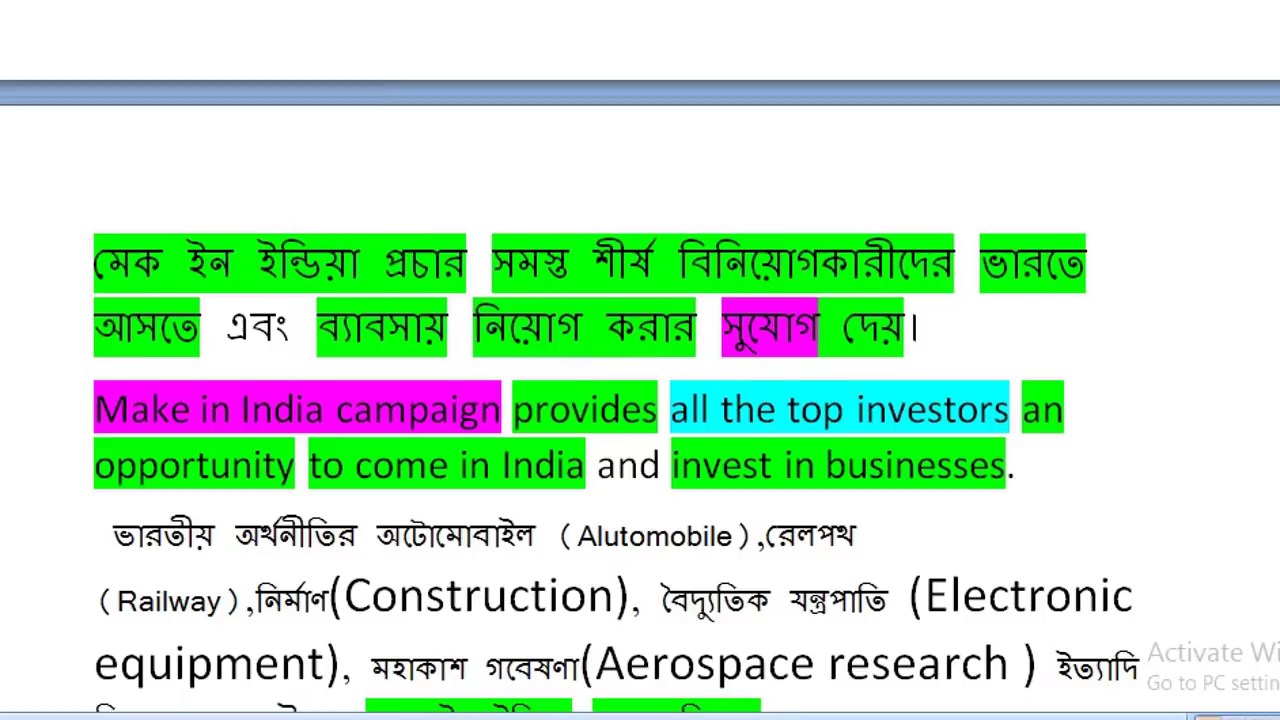 মেক ইন ইন্ডিয়া প্রচার সমস্ত শীর্ষ বিনিয়োগকারীদের ভারতে
আসতে এবং ব্যাবসায় নিয়োগ করার সুযোগ দেয়।
Make in India campaign provides all the top investors an
opportunity to come in India and invest in businesses.
ভারতীয় অর্থনীতির অটোমোবাইল (Alutomobile),রেলপথ
(Railway),নির্মাণ(Construction), বৈদ্যুতিক যন্ত্রপাতি (Electronic
equipment), মহাকাশ গবেষণা(Aerospace research ) ইত্যাদি
Activate Wi
Go to PC settin